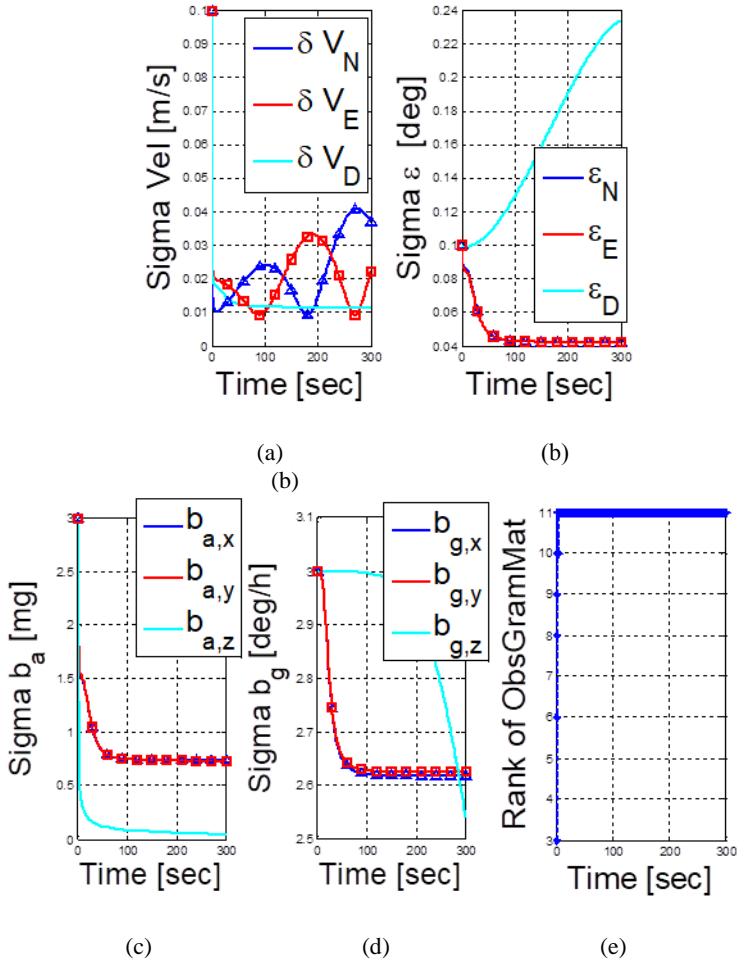 0.1
0.09
0.08
0.07
0.06
0.05
0.04
0.03
0.02
0.01
0
0 100 200 300
Sigma Vel [m/s]
Time [sec]
δ V_N
δ V_E
δ V_D
0.24
0.22
0.2
0.18
0.16
0.14
0.12
0.1
0.08
0.06
0.04
0 100 200 300
Sigma ε [deg]
Time [sec]
ε_N
ε_E
ε_D
(a) (b)
(b)
3
2.5
2
1.5
1
0.5
0
0 100 200 300
Sigma b_a [mg]
Time [sec]
b_a,x
b_a,y
b_a,z
3.1
3
2.9
2.8
2.7
2.6
2.5
0 100 200 300
Sigma b_g [deg/h]
Time [sec]
b_g,x
b_g,y
b_g,z
11
10
9
8
7
6
5
4
3
0 100 200 300
Rank of ObsGramMat
Time [sec]
(c) (d) (e)